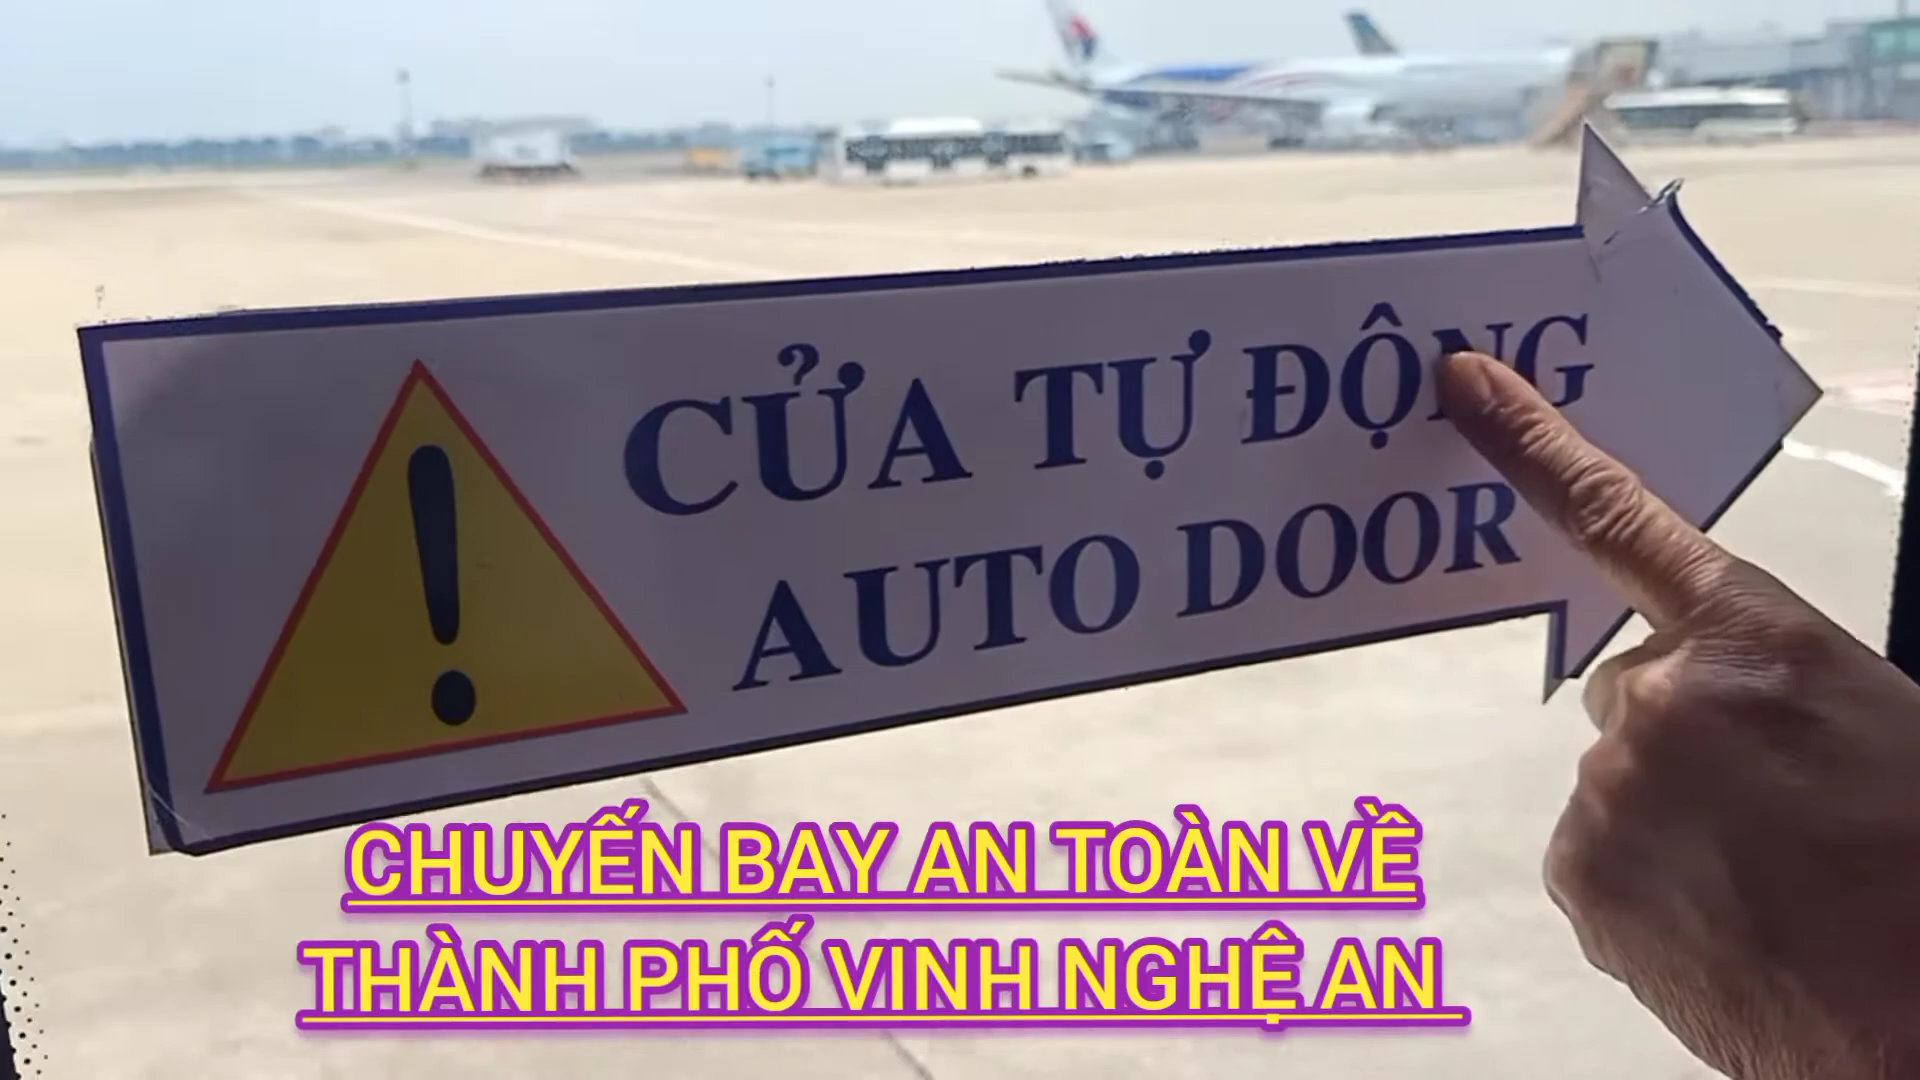 CỬA TỰ ĐỘNG
AUTO DOOR
CHUYẾN BAY AN TOÀN VỀ
THÀNH PHỐ VINH NGHỆ AN